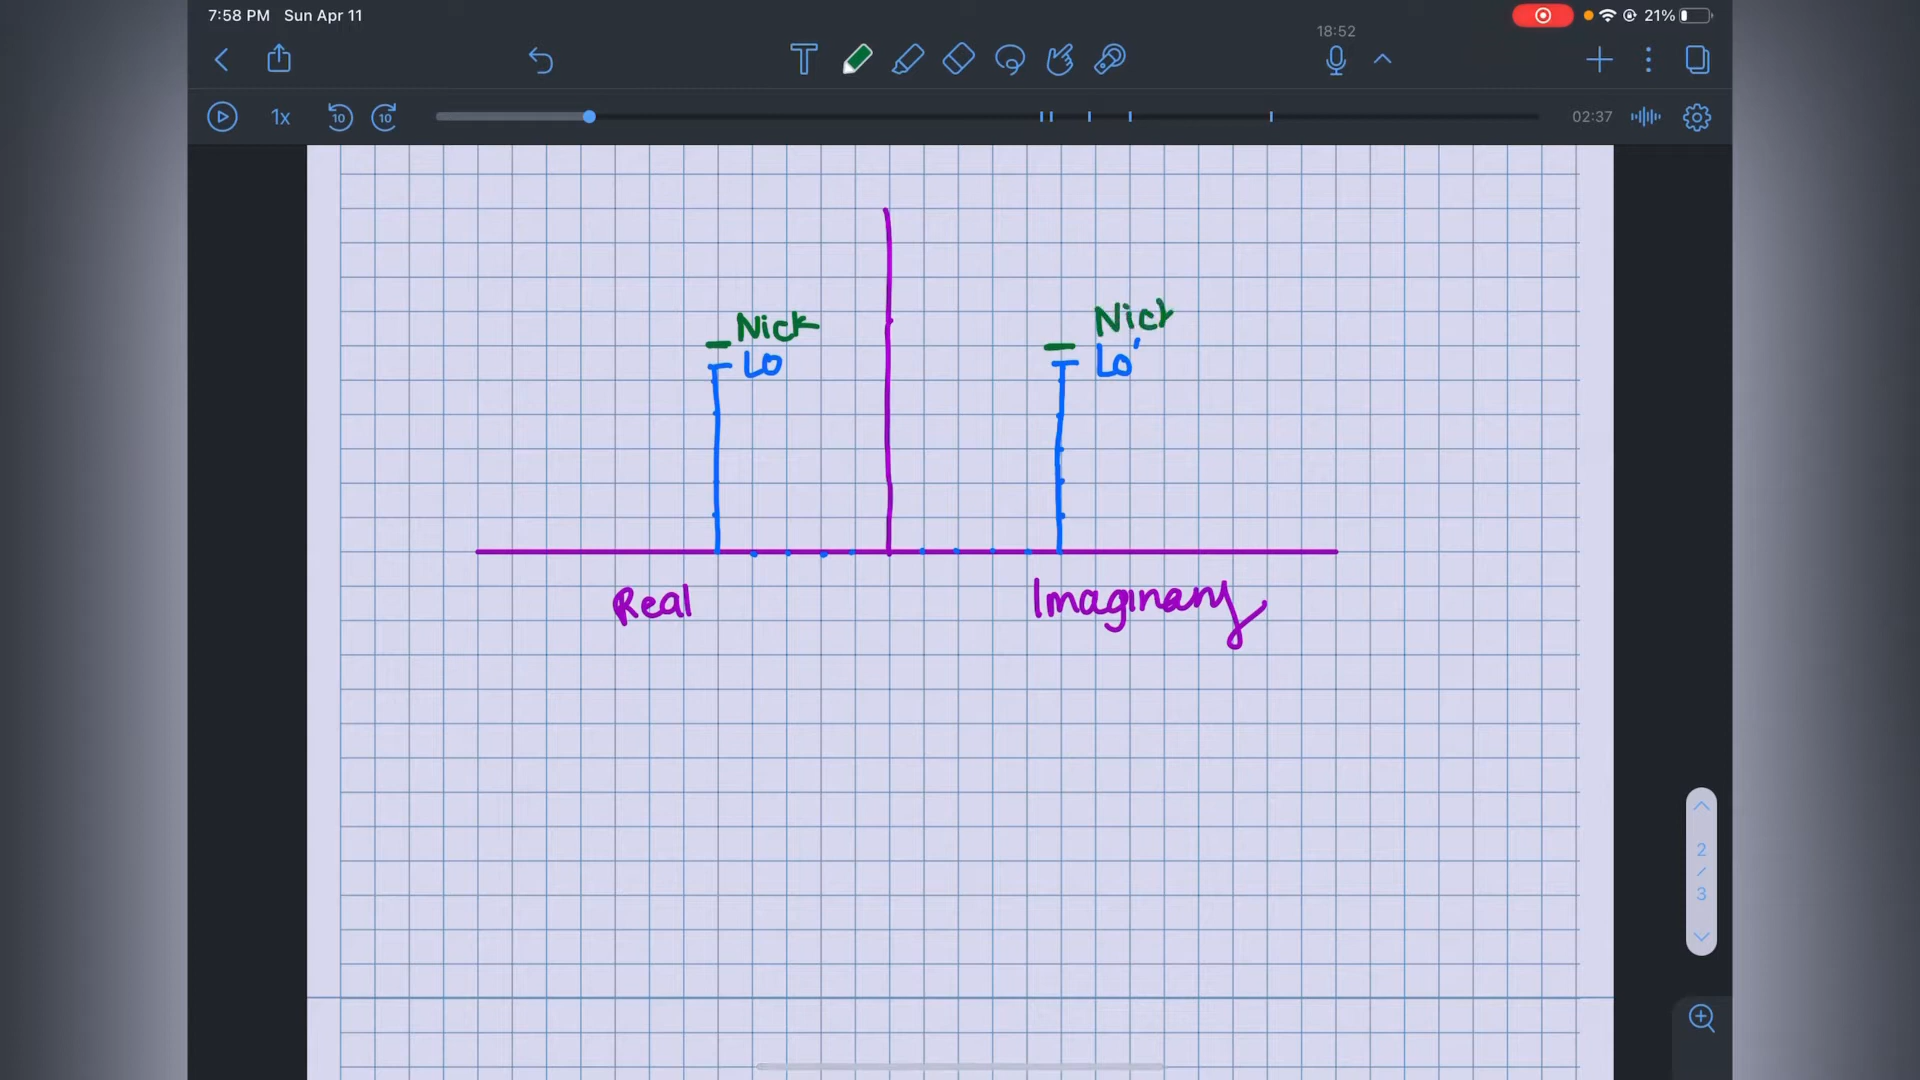 7:58 PM Sun Apr 11
21%
18:52
T
1x
10
10
02:37
Nick
Nick
Lo
Lo'
Real
Imaginary
2
/
3